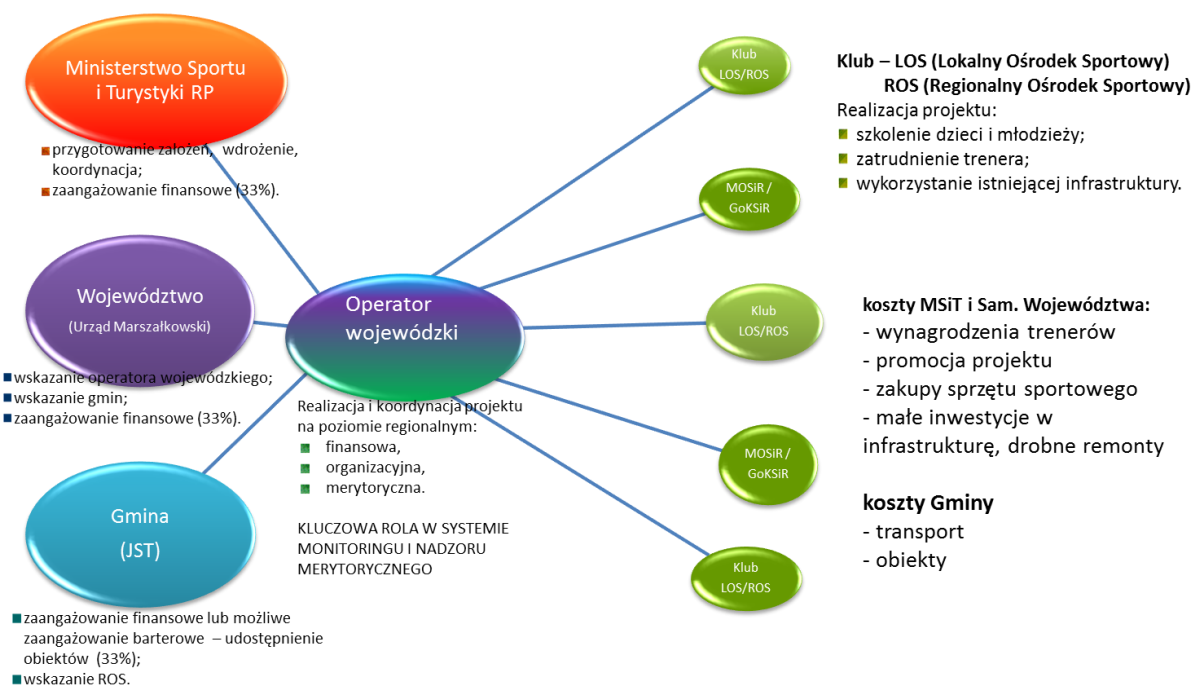 Ministerstwo Sportu
i Turystyki RP
przygotowanie założeń, wdrożenie,
koordynacja;
zaangażowanie finansowe (33%).
Województwo
(Urząd Marszałkowski)
wskazanie operatora wojewódzkiego;
wskazanie gmin;
zaangażowanie finansowe (33%).
Gmina
(JST)
zaangażowanie finansowe lub możliwe
zaangażowanie barterowe – udostępnienie
obiektów (33%);
wskazanie ROS.
Operator
wojewódzki
Realizacja i koordynacja projektu
na poziomie regionalnym:
finansowa,
organizacyjna,
merytoryczna.
KLUCZOWA ROLA W SYSTEMIE
MONITORINGU I NADZORU
MERYTORYCZNEGO
Klub
LOS/ROS
MOSiR /
GoKSiR
Klub
LOS/ROS
MOSiR /
GoKSiR
Klub
LOS/ROS
Klub – LOS (Lokalny Ośrodek Sportowy)
ROS (Regionalny Ośrodek Sportowy)
Realizacja projektu:
szkolenie dzieci i młodzieży;
zatrudnienie trenera;
wykorzystanie istniejącej infrastruktury.
koszty MSiT i Sam. Województwa:
- wynagrodzenia trenerów
- promocja projektu
- zakupy sprzętu sportowego
- małe inwestycje w
infrastrukturę, drobne remonty
koszty Gminy
- transport
- obiekty